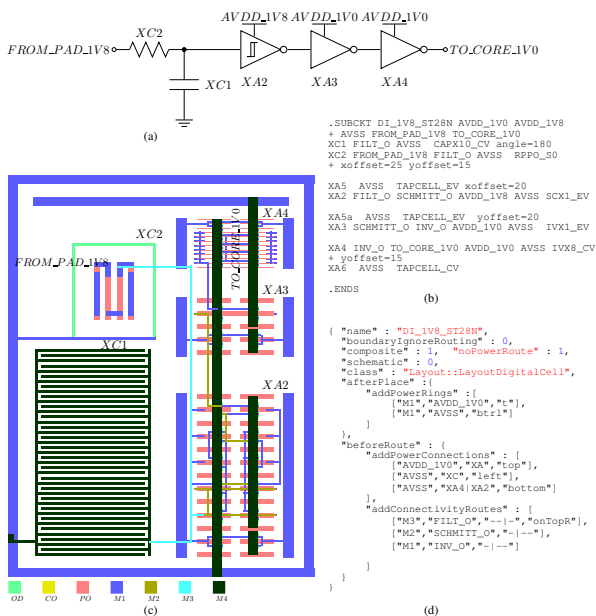 AVDD_1V8 AVDD_1V0 AVDD_1V0
XC2
FROM_PAD_1V8
TO_CORE_1V0
XC1
XA2
XA3
XA4
(a)
.SUBCKT DI_1V8_ST28N AVDD_1V0 AVDD_1V8
+ AVSS FROM_PAD_1V8 TO_CORE_1V0
XC1 FILT_O AVSS CAPX10_CV angle=180
XC2 FROM_PAD_1V8 FILT_O AVSS RPPO_S0
+ xoffset=25 yoffset=15
XA5 AVSS TAPCELL_EV xoffset=20
XA2 FILT_O SCHMITT_O AVDD_1V8 AVSS SCX1_EV
XA5a AVSS TAPCELL_EV yoffset=20
XA3 SCHMITT_O INV_O AVDD_1V0 AVSS IVX1_EV
XA4 INV_O TO_CORE_1V0 AVDD_1V0 AVSS IVX8_CV
+ yoffset=15
XA6 AVSS TAPCELL_CV
.ENDS
(b)
XA4
XC2
TO_CORE_1V0
FROM_PAD_1V8
XA3
XC1
XA2
OD CO PO M1 M2 M3 M4
(c)
{ "name" : "DI_1V8_ST28N",
"boundaryIgnoreRouting" : 0,
"composite" : 1, "noPowerRoute" : 1,
"schematic" : 0,
"class" : "Layout::LayoutDigitalCell",
"afterPlace" :{
"addPowerRings" :[
["M1","AVDD_1V0","t"],
["M1","AVSS","btrl"]
]
},
"beforeRoute" : {
"addPowerConnections" : [
["AVDD_1V0","XA","top"],
["AVSS","XC","left"],
["AVSS","XA4|XA2","bottom"]
],
"addConnectivityRoutes" : [
["M3","FILT_O","--|-","onTopR"],
["M2","SCHMITT_O","-|--"],
["M1","INV_O","-|--"]
]
}
}
(d)